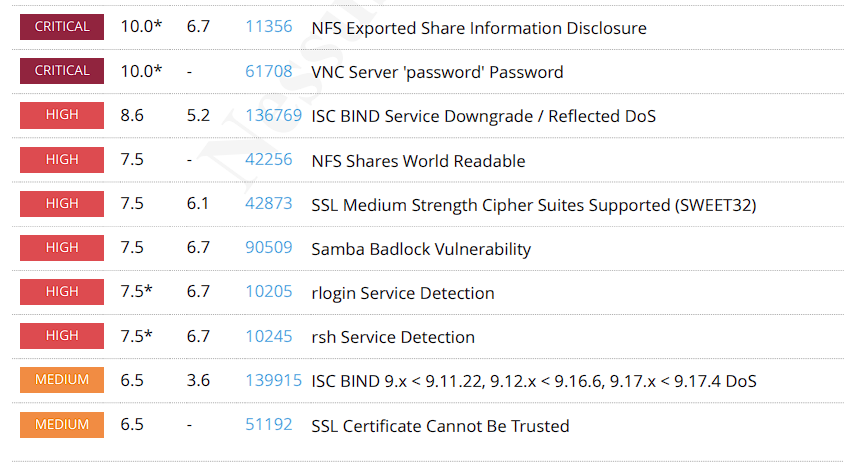 CRITICAL 10.0* 6.7 11356 NFS Exported Share Information Disclosure
CRITICAL 10.0* - 61708 VNC Server 'password' Password
HIGH 8.6 5.2 136769 ISC BIND Service Downgrade / Reflected DoS
HIGH 7.5 - 42256 NFS Shares World Readable
HIGH 7.5 6.1 42873 SSL Medium Strength Cipher Suites Supported (SWEET32)
HIGH 7.5 6.7 90509 Samba Badlock Vulnerability
HIGH 7.5* 6.7 10205 rlogin Service Detection
HIGH 7.5* 6.7 10245 rsh Service Detection
MEDIUM 6.5 3.6 139915 ISC BIND 9.x < 9.11.22, 9.12.x < 9.16.6, 9.17.x < 9.17.4 DoS
MEDIUM 6.5 - 51192 SSL Certificate Cannot Be Trusted